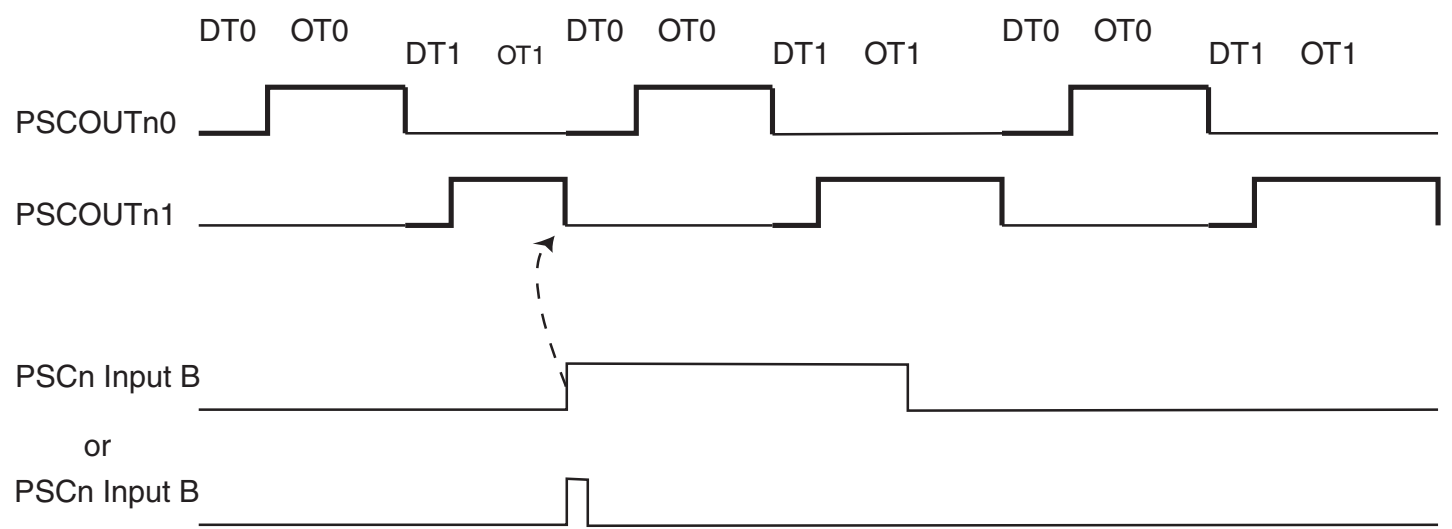 DT0 OT0 DT1 OT1 DT0 OT0 DT1 OT1 DT0 OT0 DT1 OT1
PSCOUTn0
PSCOUTn1
PSCn Input B
or
PSCn Input B